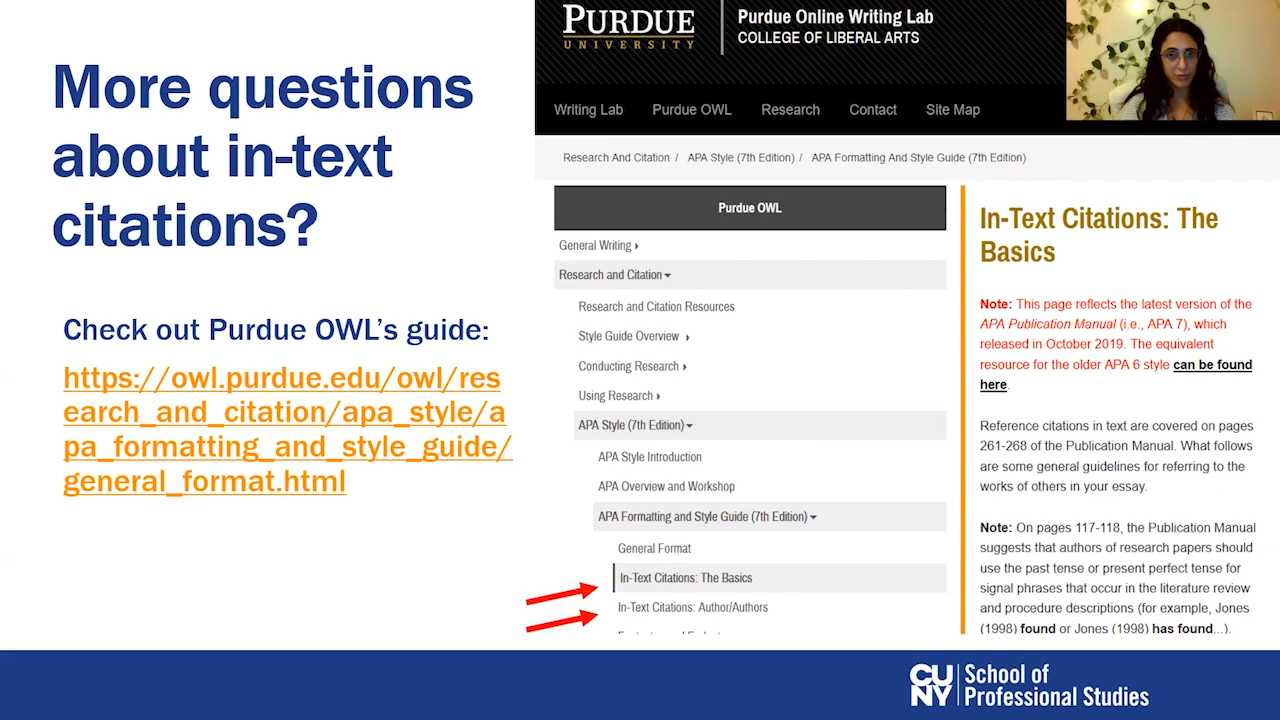 More questions
about in-text
citations?
Check out Purdue OWL's guide:
https://owl.purdue.edu/owl/res
earch_and_citation/apa_style/a
pa_formatting_and_style_guide/
general_format.html
PURDUE
UNIVERSITY
Purdue Online Writing Lab
COLLEGE OF LIBERAL ARTS
Writing Lab Purdue OWL Research Contact Site Map
Research And Citation / APA Style (7th Edition) / APA Formatting And Style Guide (7th Edition)
Purdue OWL
General Writing
Research and Citation
Research and Citation Resources
Style Guide Overview
Conducting Research
Using Research
APA Style (7th Edition)
APA Style Introduction
APA Overview and Workshop
APA Formatting and Style Guide (7th Edition)
General Format
In-Text Citations: The Basics
In-Text Citations: Author/Authors
In-Text Citations: The
Basics
Note: This page reflects the latest version of the
APA Publication Manual (i.e., APA 7), which
released in October 2019. The equivalent
resource for the older APA 6 style can be found
here.
Reference citations in text are covered on pages
261-268 of the Publication Manual. What follows
are some general guidelines for referring to the
works of others in your essay.
Note: On pages 117-118, the Publication Manual
suggests that authors of research papers should
use the past tense or present perfect tense for
signal phrases that occur in the literature review
and procedure descriptions (for example, Jones
(1998) found or Jones (1998) has found...).
CU
NY
School of
Professional Studies